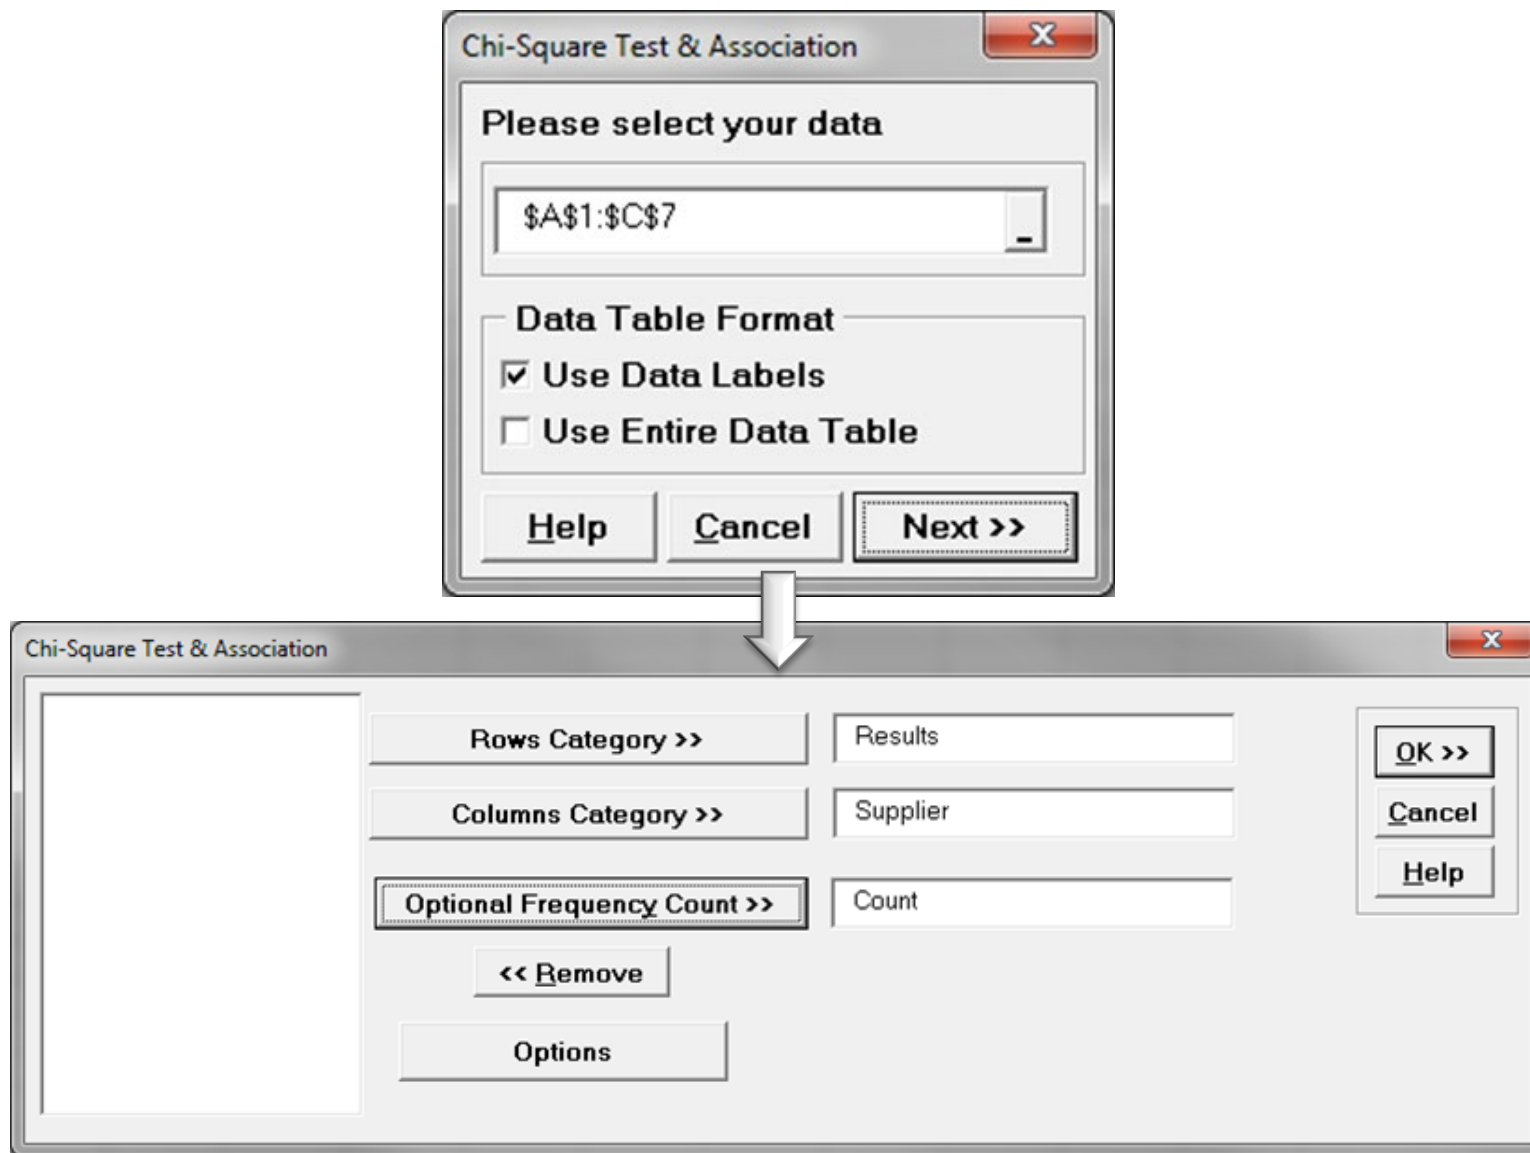 Chi-Square Test & Association
Please select your data
$A$1:$C$7
Data Table Format
Use Data Labels
Use Entire Data Table
Help Cancel Next >>
Chi-Square Test & Association
Rows Category >> Results
Columns Category >> Supplier
Optional Frequency Count >> Count
<< Remove
Options
OK >>
Cancel
Help